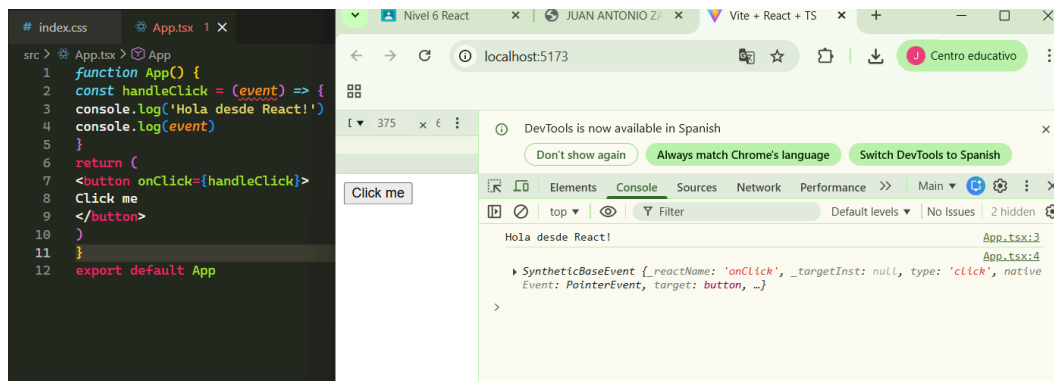 # index.css
App.tsx 1
src > App.tsx > App
1 function App() {
2 const handleClick = (event) => {
3 console.log('Hola desde React!')
4 console.log(event)
5 }
6 return (
7 <button onClick={handleClick}>
8 Click me
9 </button>
10 )
11 }
12 export default App
Nivel 6 React
JUAN ANTONIO
Vite + React + TS
localhost:5173
J Centro educativo
375
Click me
DevTools is now available in Spanish
Don't show again
Always match Chrome's language
Switch DevTools to Spanish
Elements Console Sources Network Performance Main
top Filter Default levels No Issues 2 hidden
Hola desde React! App.tsx:3
App.tsx:4
SyntheticBaseEvent {_reactName: 'onClick', _targetInst: null, type: 'click', native
Event: PointerEvent, target: button, …}